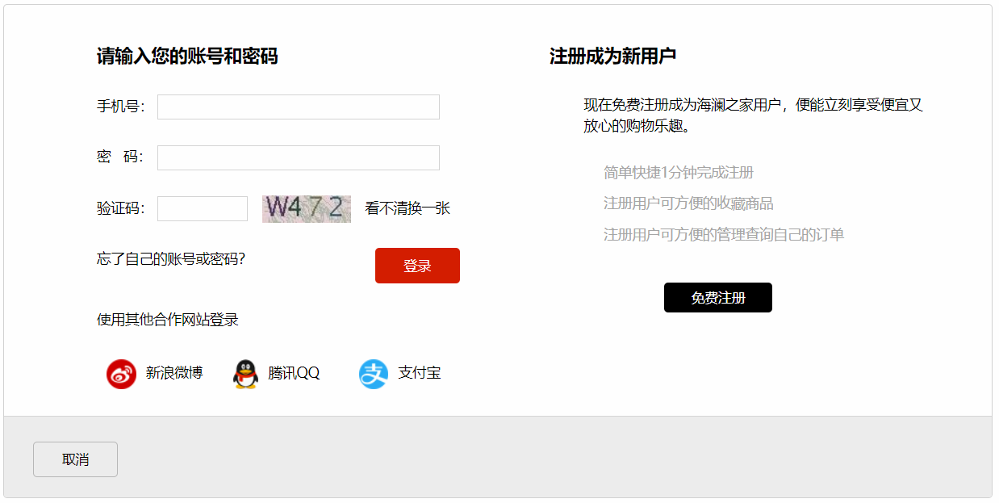 请输入您的账号和密码
手机号：
密 码：
验证码：
W472
看不清换一张
忘了自己的账号或密码？
登录
使用其他合作网站登录
新浪微博
腾讯QQ
支付宝
注册成为新用户
现在免费注册成为海澜之家用户，便能立刻享受便宜又
放心的购物乐趣。
简单快捷1分钟完成注册
注册用户可方便的收藏商品
注册用户可方便的管理查询自己的订单
免费注册
取消